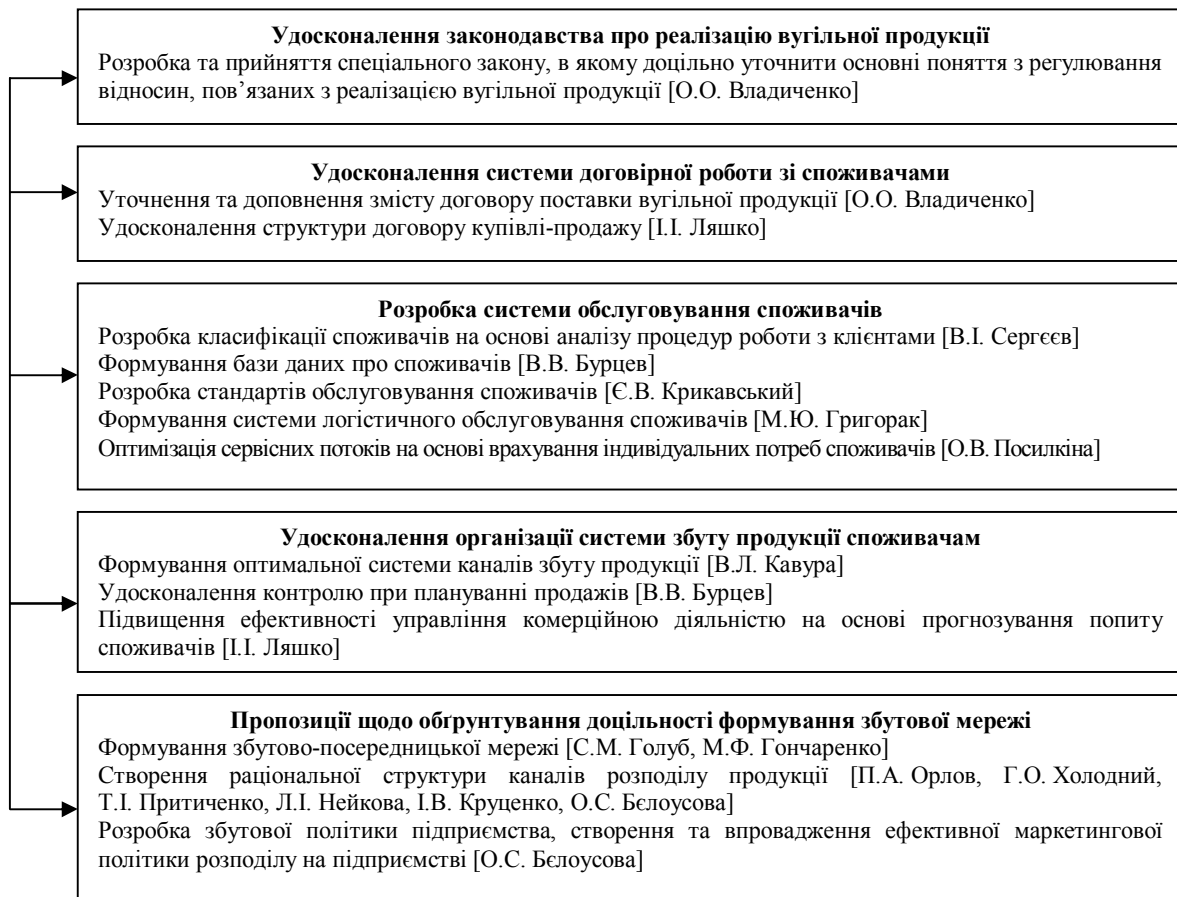 Удосконалення законодавства про реалізацію вугільної продукції
Розробка та прийняття спеціального закону, в якому доцільно уточнити основні поняття з регулювання
відносин, пов’язаних з реалізацією вугільної продукції [О.О. Владиченко]
Удосконалення системи договірної роботи зі споживачами
Уточнення та доповнення змісту договору поставки вугільної продукції [О.О. Владиченко]
Удосконалення структури договору купівлі-продажу [І.І. Ляшко]
Розробка системи обслуговування споживачів
Розробка класифікації споживачів на основі аналізу процедур роботи з клієнтами [В.І. Сергєєв]
Формування бази даних про споживачів [В.В. Бурцев]
Розробка стандартів обслуговування споживачів [Є.В. Крикавський]
Формування системи логістичного обслуговування споживачів [М.Ю. Григорак]
Оптимізація сервісних потоків на основі врахування індивідуальних потреб споживачів [О.В. Посилкіна]
Удосконалення організації системи збуту продукції споживачам
Формування оптимальної системи каналів збуту продукції [В.Л. Кавура]
Удосконалення контролю при плануванні продажів [В.В. Бурцев]
Підвищення ефективності управління комерційною діяльністю на основі прогнозування попиту
споживачів [І.І. Ляшко]
Пропозиції щодо обґрунтування доцільності формування збутової мережі
Формування збутово-посередницької мережі [С.М. Голуб, М.Ф. Гончаренко]
Створення раціональної структури каналів розподілу продукції [П.А. Орлов, Г.О. Холодний,
Т.І. Притиченко, Л.І. Нейкова, І.В. Круценко, О.С. Бєлоусова]
Розробка збутової політики підприємства, створення та впровадження ефективної маркетингової
політики розподілу на підприємстві [О.С. Бєлоусова]